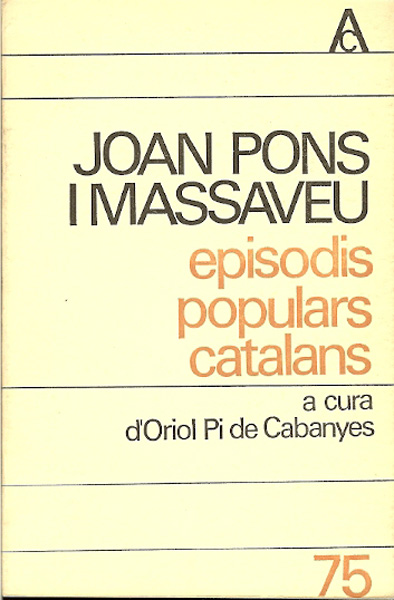 Ac
JOAN PONS
I MASSAVEU
episodis
populars
catalans
a cura
d'Oriol Pi de Cabanyes
75